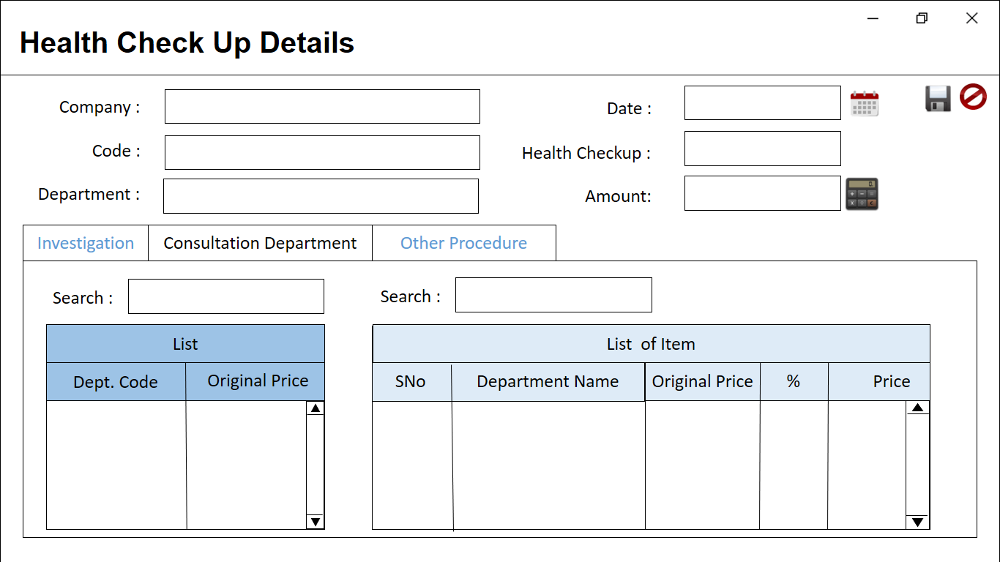 Health Check Up Details
Company :
Date :
Code :
Health Checkup :
Department :
Amount:
Investigation
Consultation Department
Other Procedure
Search :
Search :
List
List of Item
Dept. Code
Original Price
SNo
Department Name
Original Price
%
Price